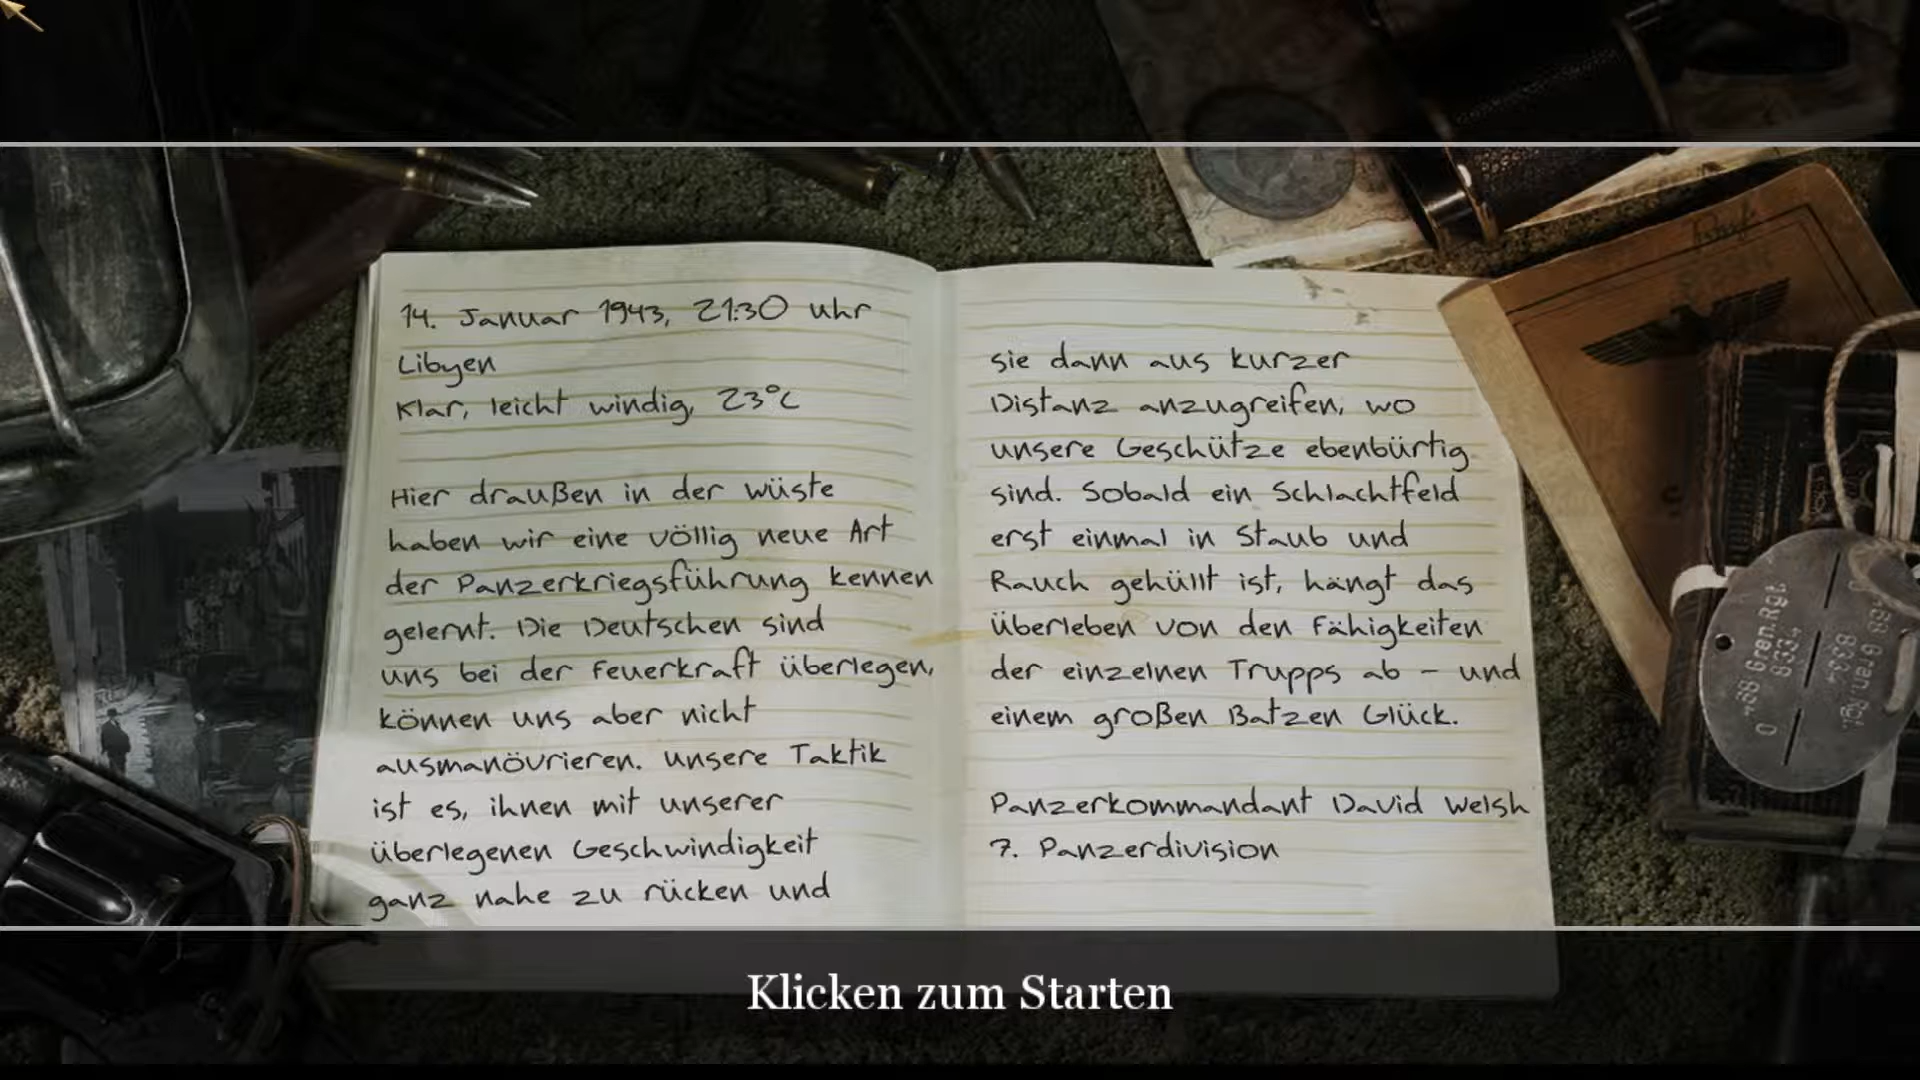 14. Januar 1943, 21:30 Uhr
Libyen
Klar, leicht windig, 23°C
Hier draußen in der Wüste
haben wir eine völlig neue Art
der Panzerkriegsführung kennen
gelernt. Die Deutschen sind
uns bei der Feuerkraft überlegen,
können uns aber nicht
ausmanövrieren. Unsere Taktik
ist es, ihnen mit unserer
überlegenen Geschwindigkeit
ganz nahe zu rücken und
sie dann aus kurzer
Distanz anzugreifen, wo
unsere Geschütze ebenbürtig
sind. Sobald ein Schlachtfeld
erst einmal in Staub und
Rauch gehüllt ist, hängt das
Überleben von den Fähigkeiten
der einzelnen Trupps ab – und
einem großen Batzen Glück.
Panzerkommandant David Welsh
7. Panzerdivision
Klicken zum Starten